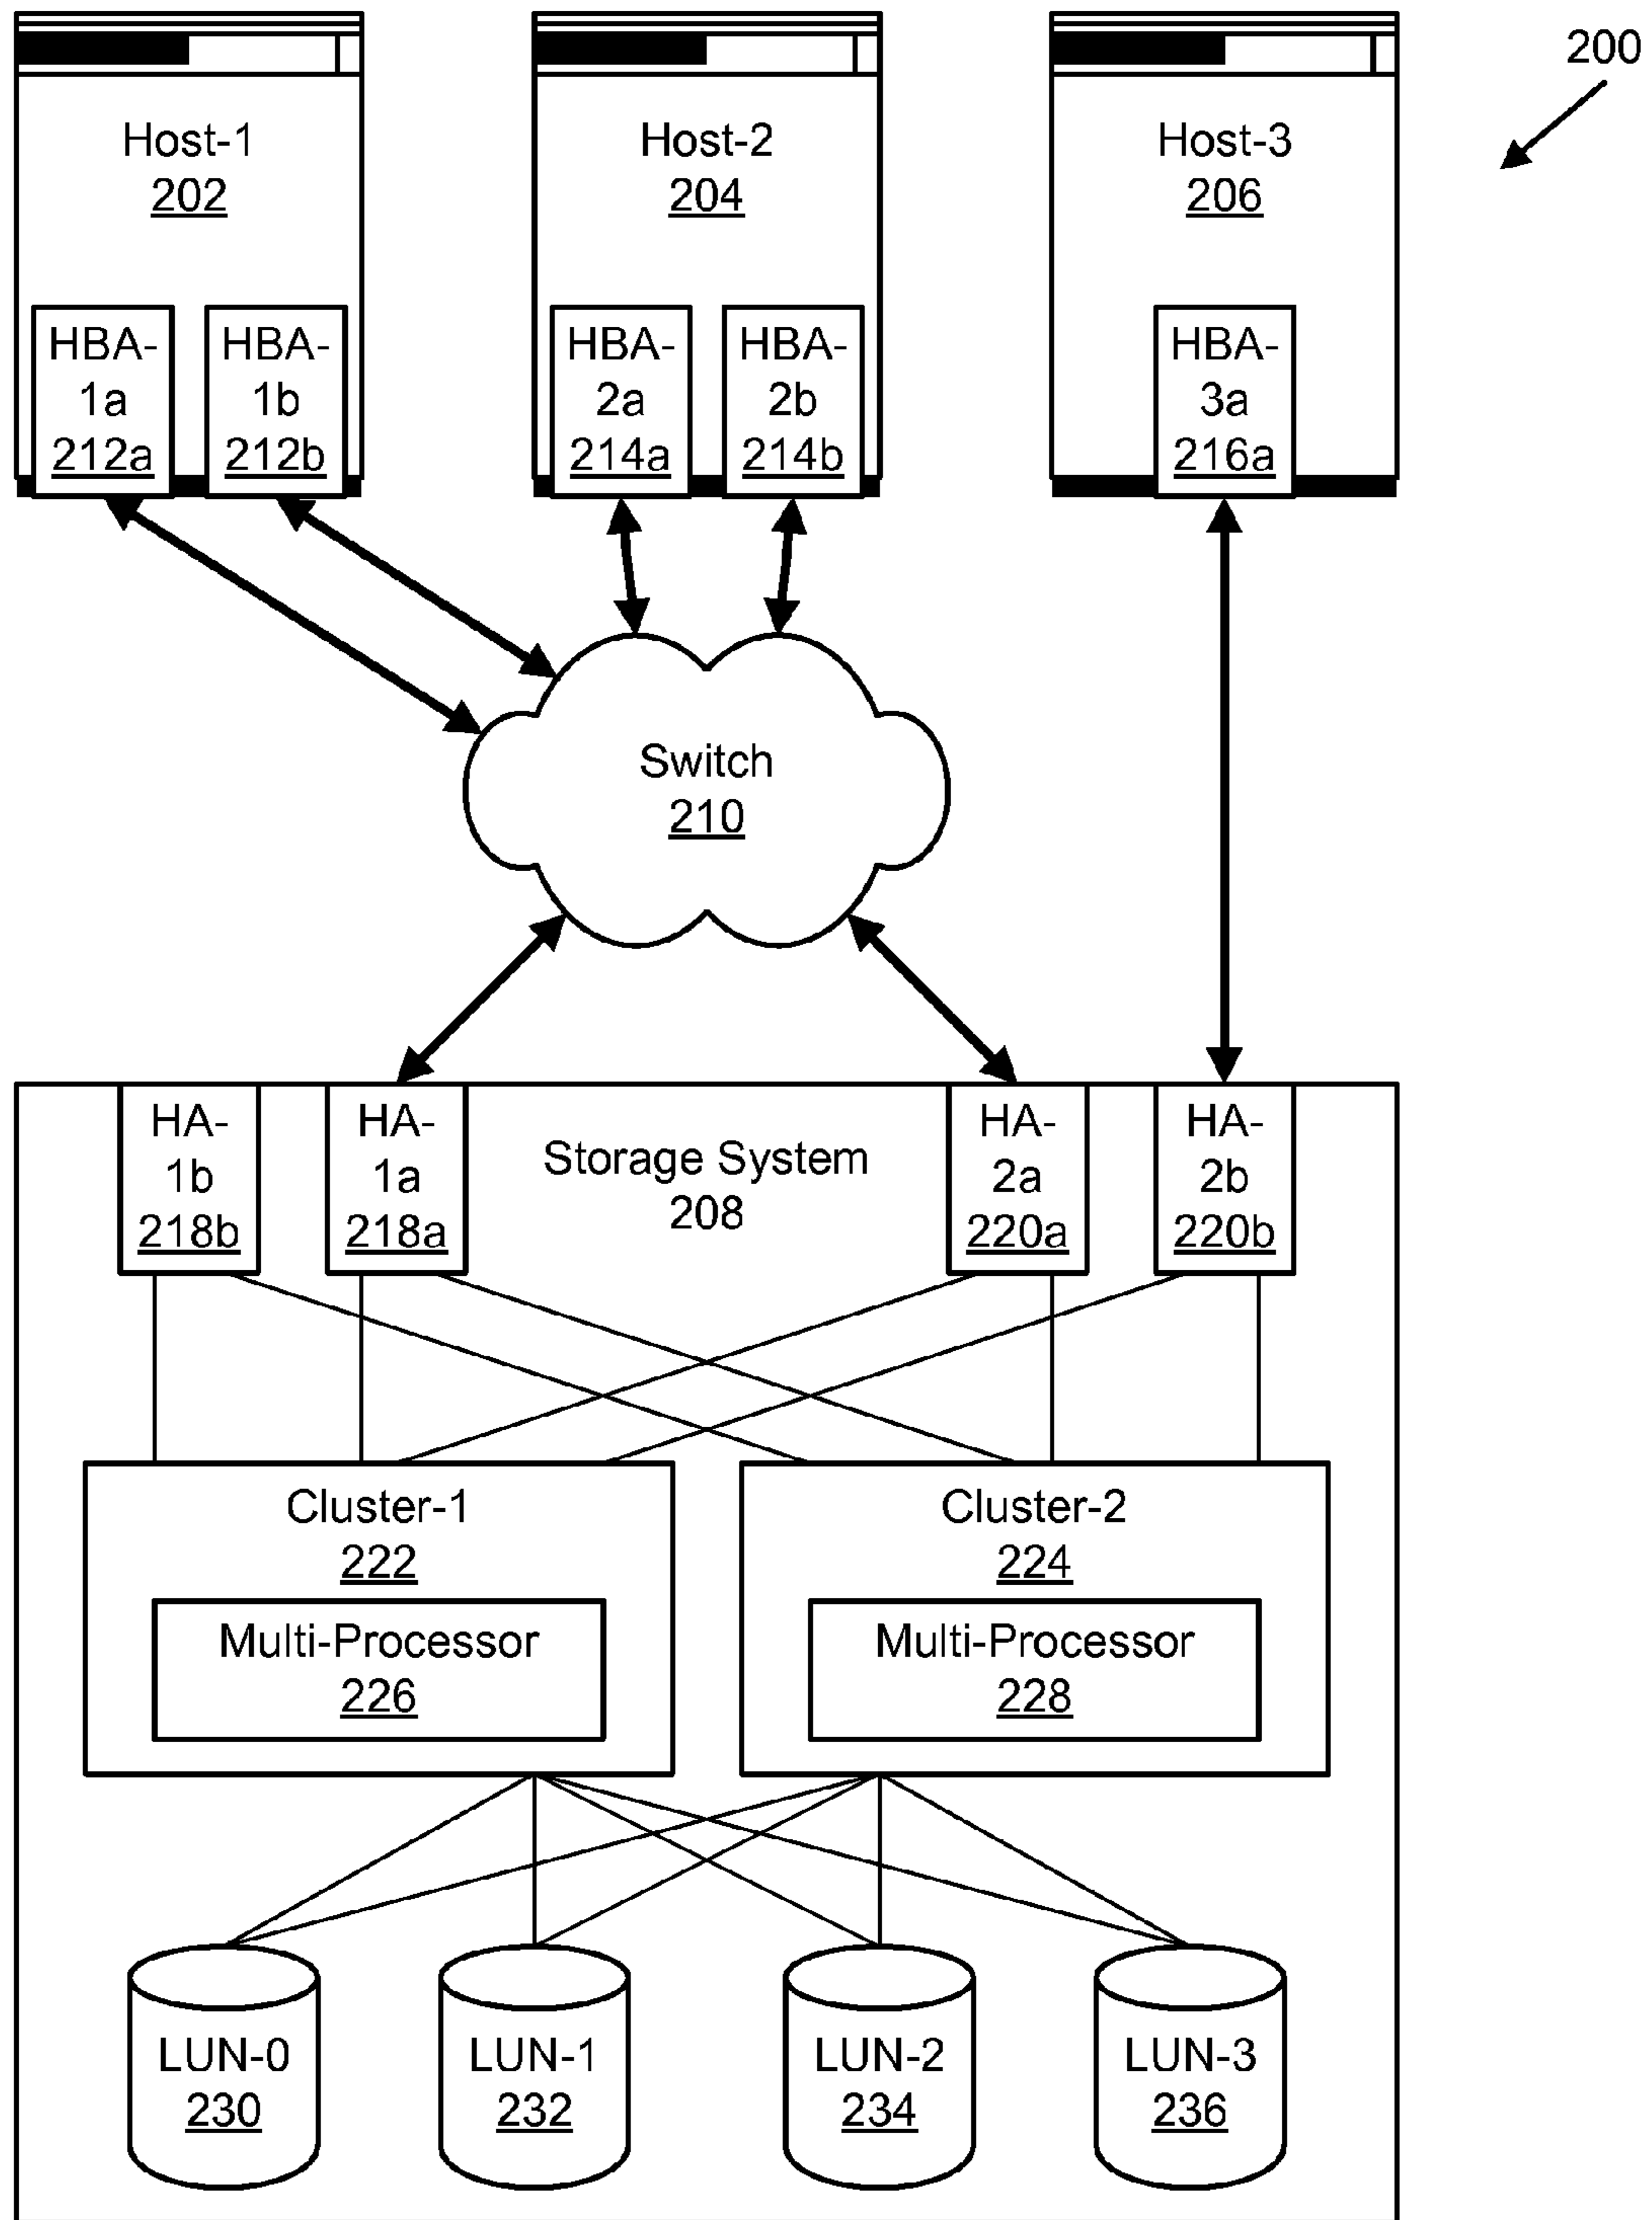 200
Host-1
202
Host-2
204
Host-3
206
HBA-
1a
212a
HBA-
1b
212b
HBA-
2a
214a
HBA-
2b
214b
HBA-
3a
216a
Switch
210
HA-
1b
218b
HA-
1a
218a
Storage System
208
HA-
2a
220a
HA-
2b
220b
Cluster-1
222
Multi-Processor
226
Cluster-2
224
Multi-Processor
228
LUN-0
230
LUN-1
232
LUN-2
234
LUN-3
236